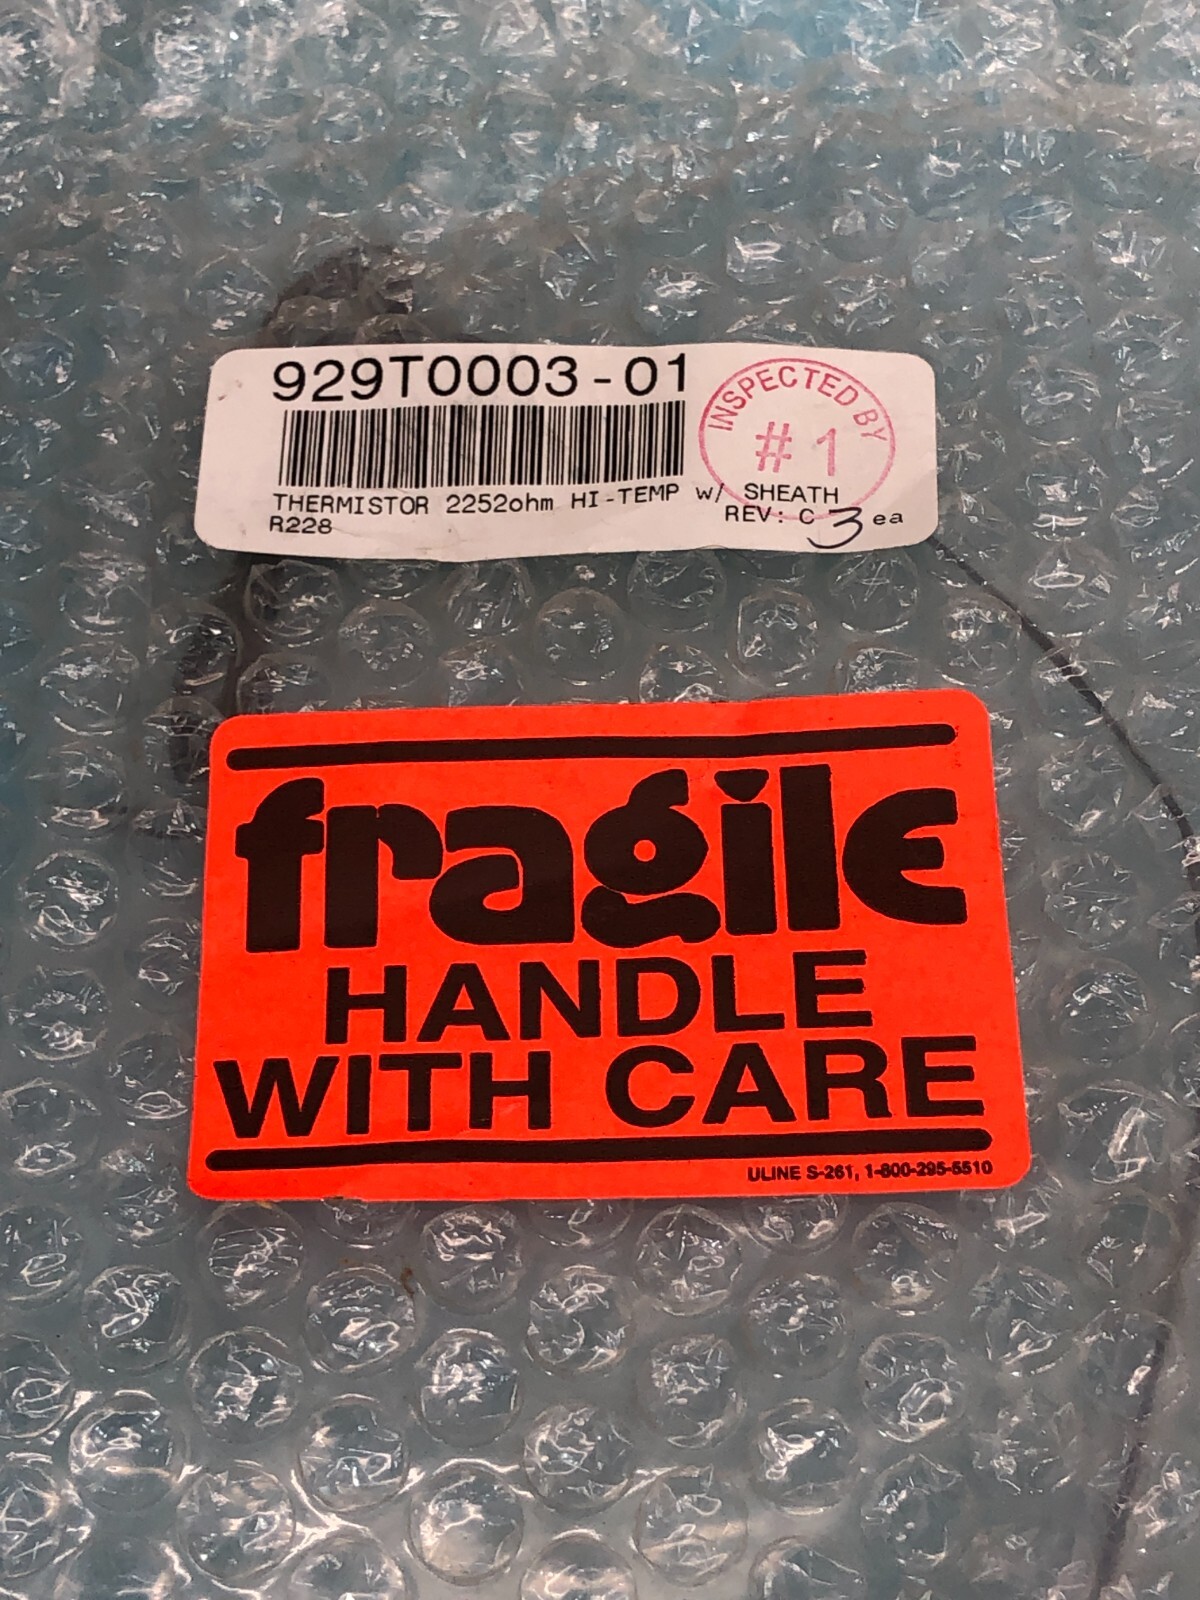 929T0003-01
INSPECTED BY
#1
THERMISTOR 2252ohm HI-TEMP w/ SHEATH
R228 REV: C 3 ea
fragile
HANDLE
WITH CARE
ULINE S-261, 1-800-295-5510